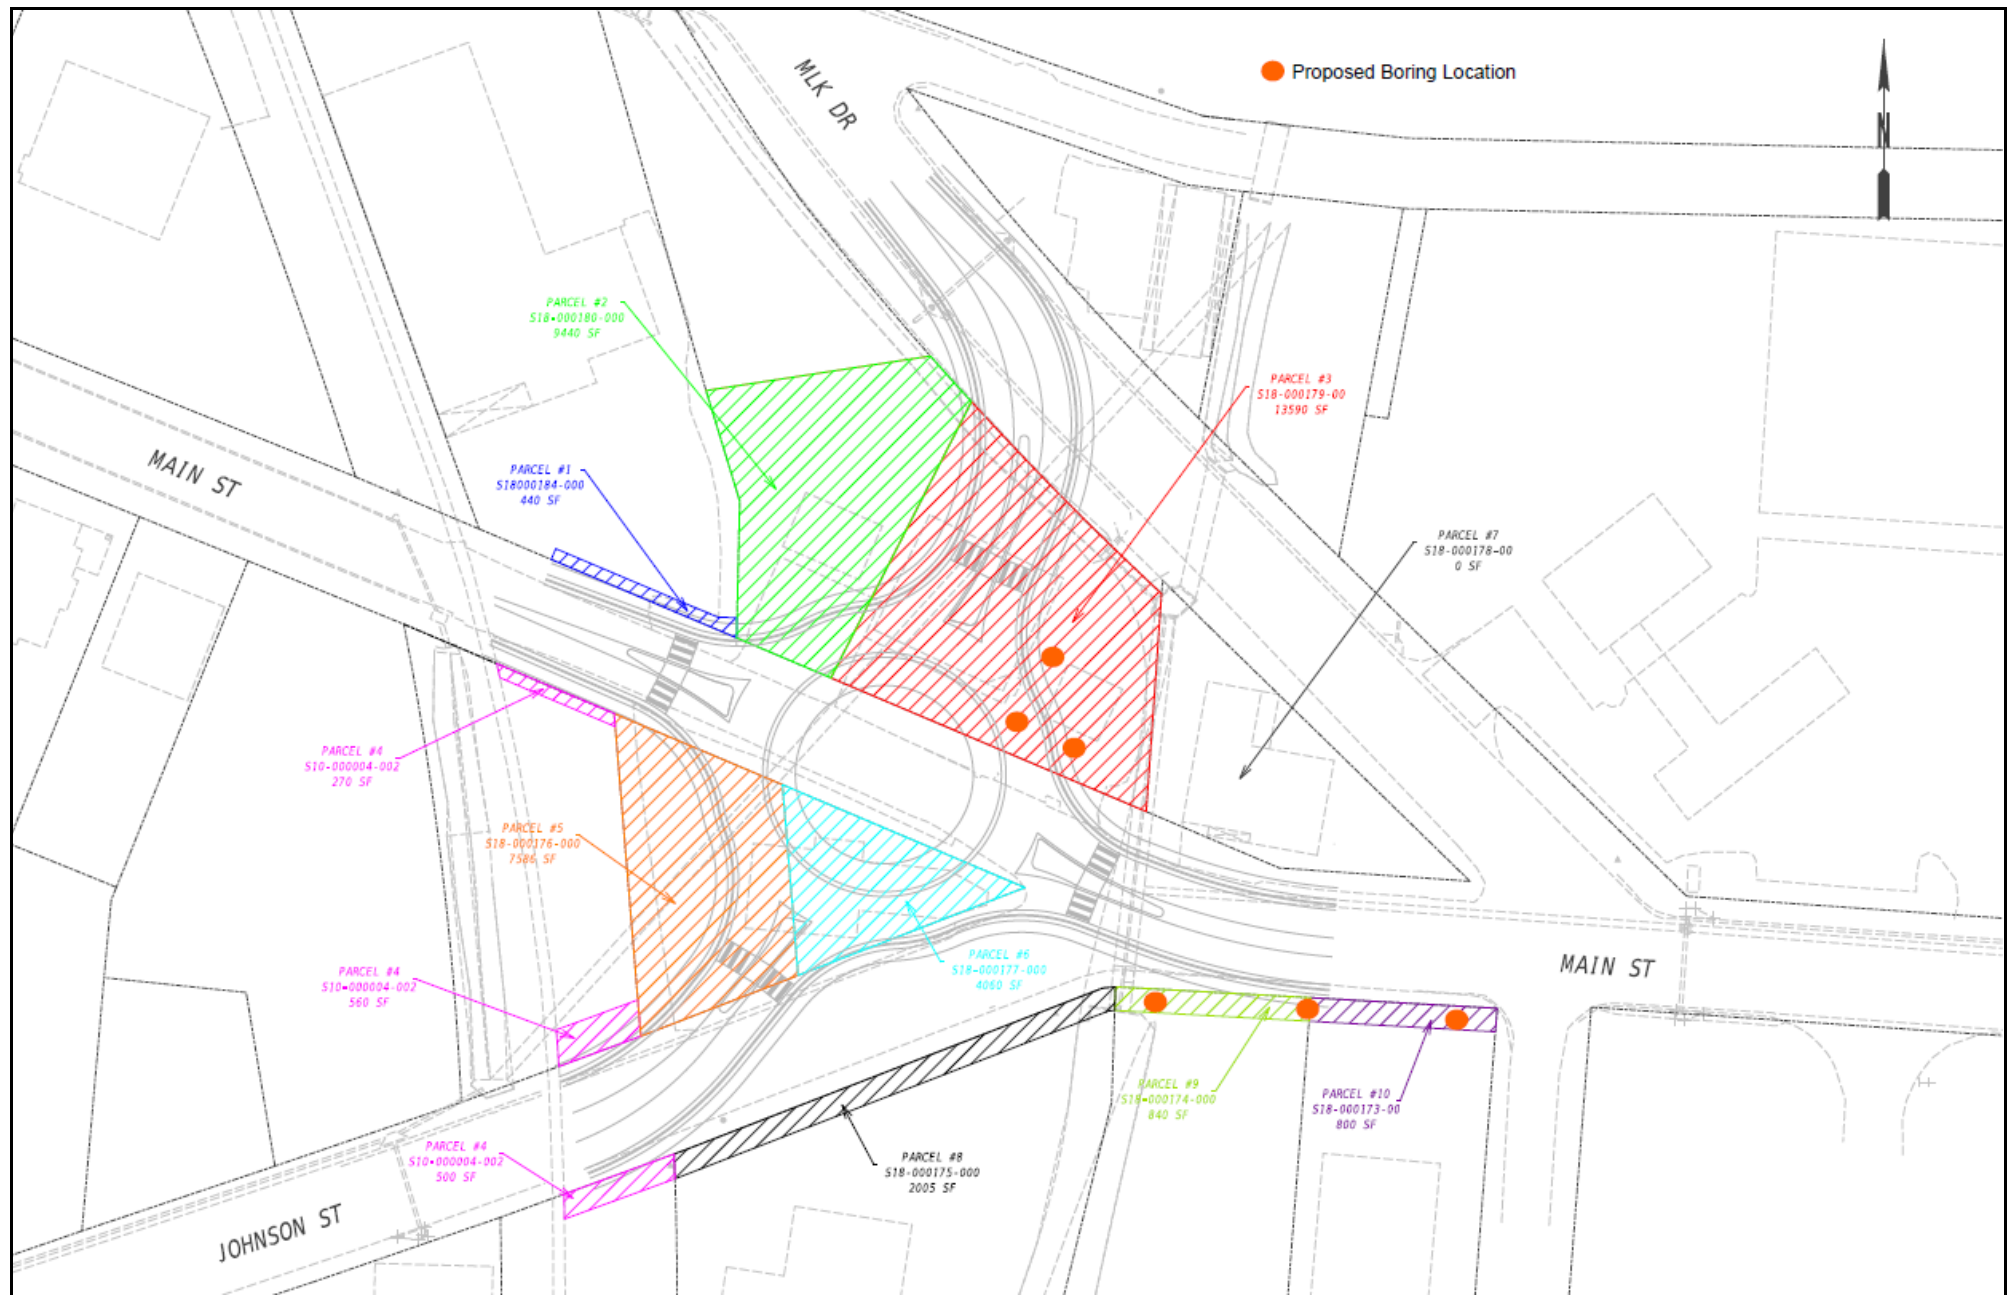 MLK DR
Proposed Boring Location
N
PARCEL #2
S18-000180-000
9440 SF
PARCEL #3
S18-000179-00
13590 SF
MAIN ST
PARCEL #1
S18000184-000
440 SF
PARCEL #7
S18-000178-00
0 SF
PARCEL #4
S10-000004-002
270 SF
PARCEL #5
S18-000176-000
7586 SF
PARCEL #6
S18-000177-000
4060 SF
MAIN ST
PARCEL #4
S10-000004-002
560 SF
PARCEL #9
S18-000174-000
840 SF
PARCEL #10
S18-000173-00
800 SF
PARCEL #4
S10-000004-002
500 SF
PARCEL #8
S18-000175-000
2005 SF
JOHNSON ST